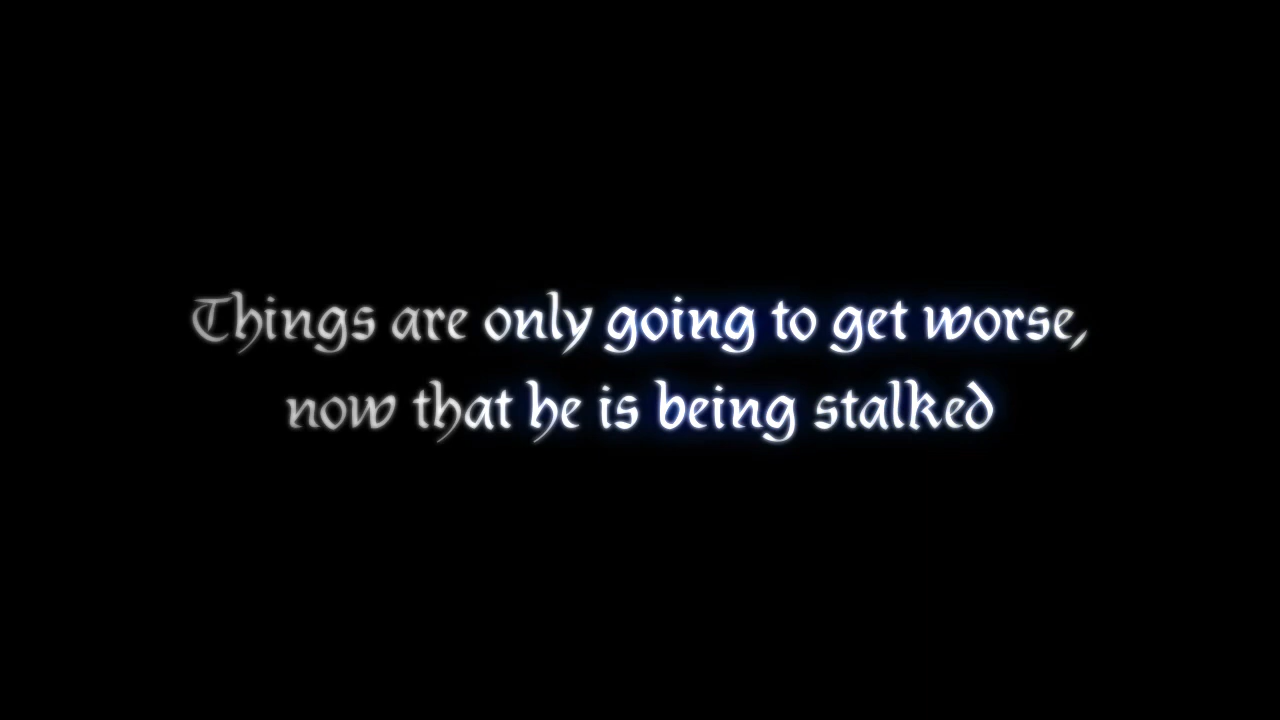 Things are only going to get worse,
now that he is being stalked